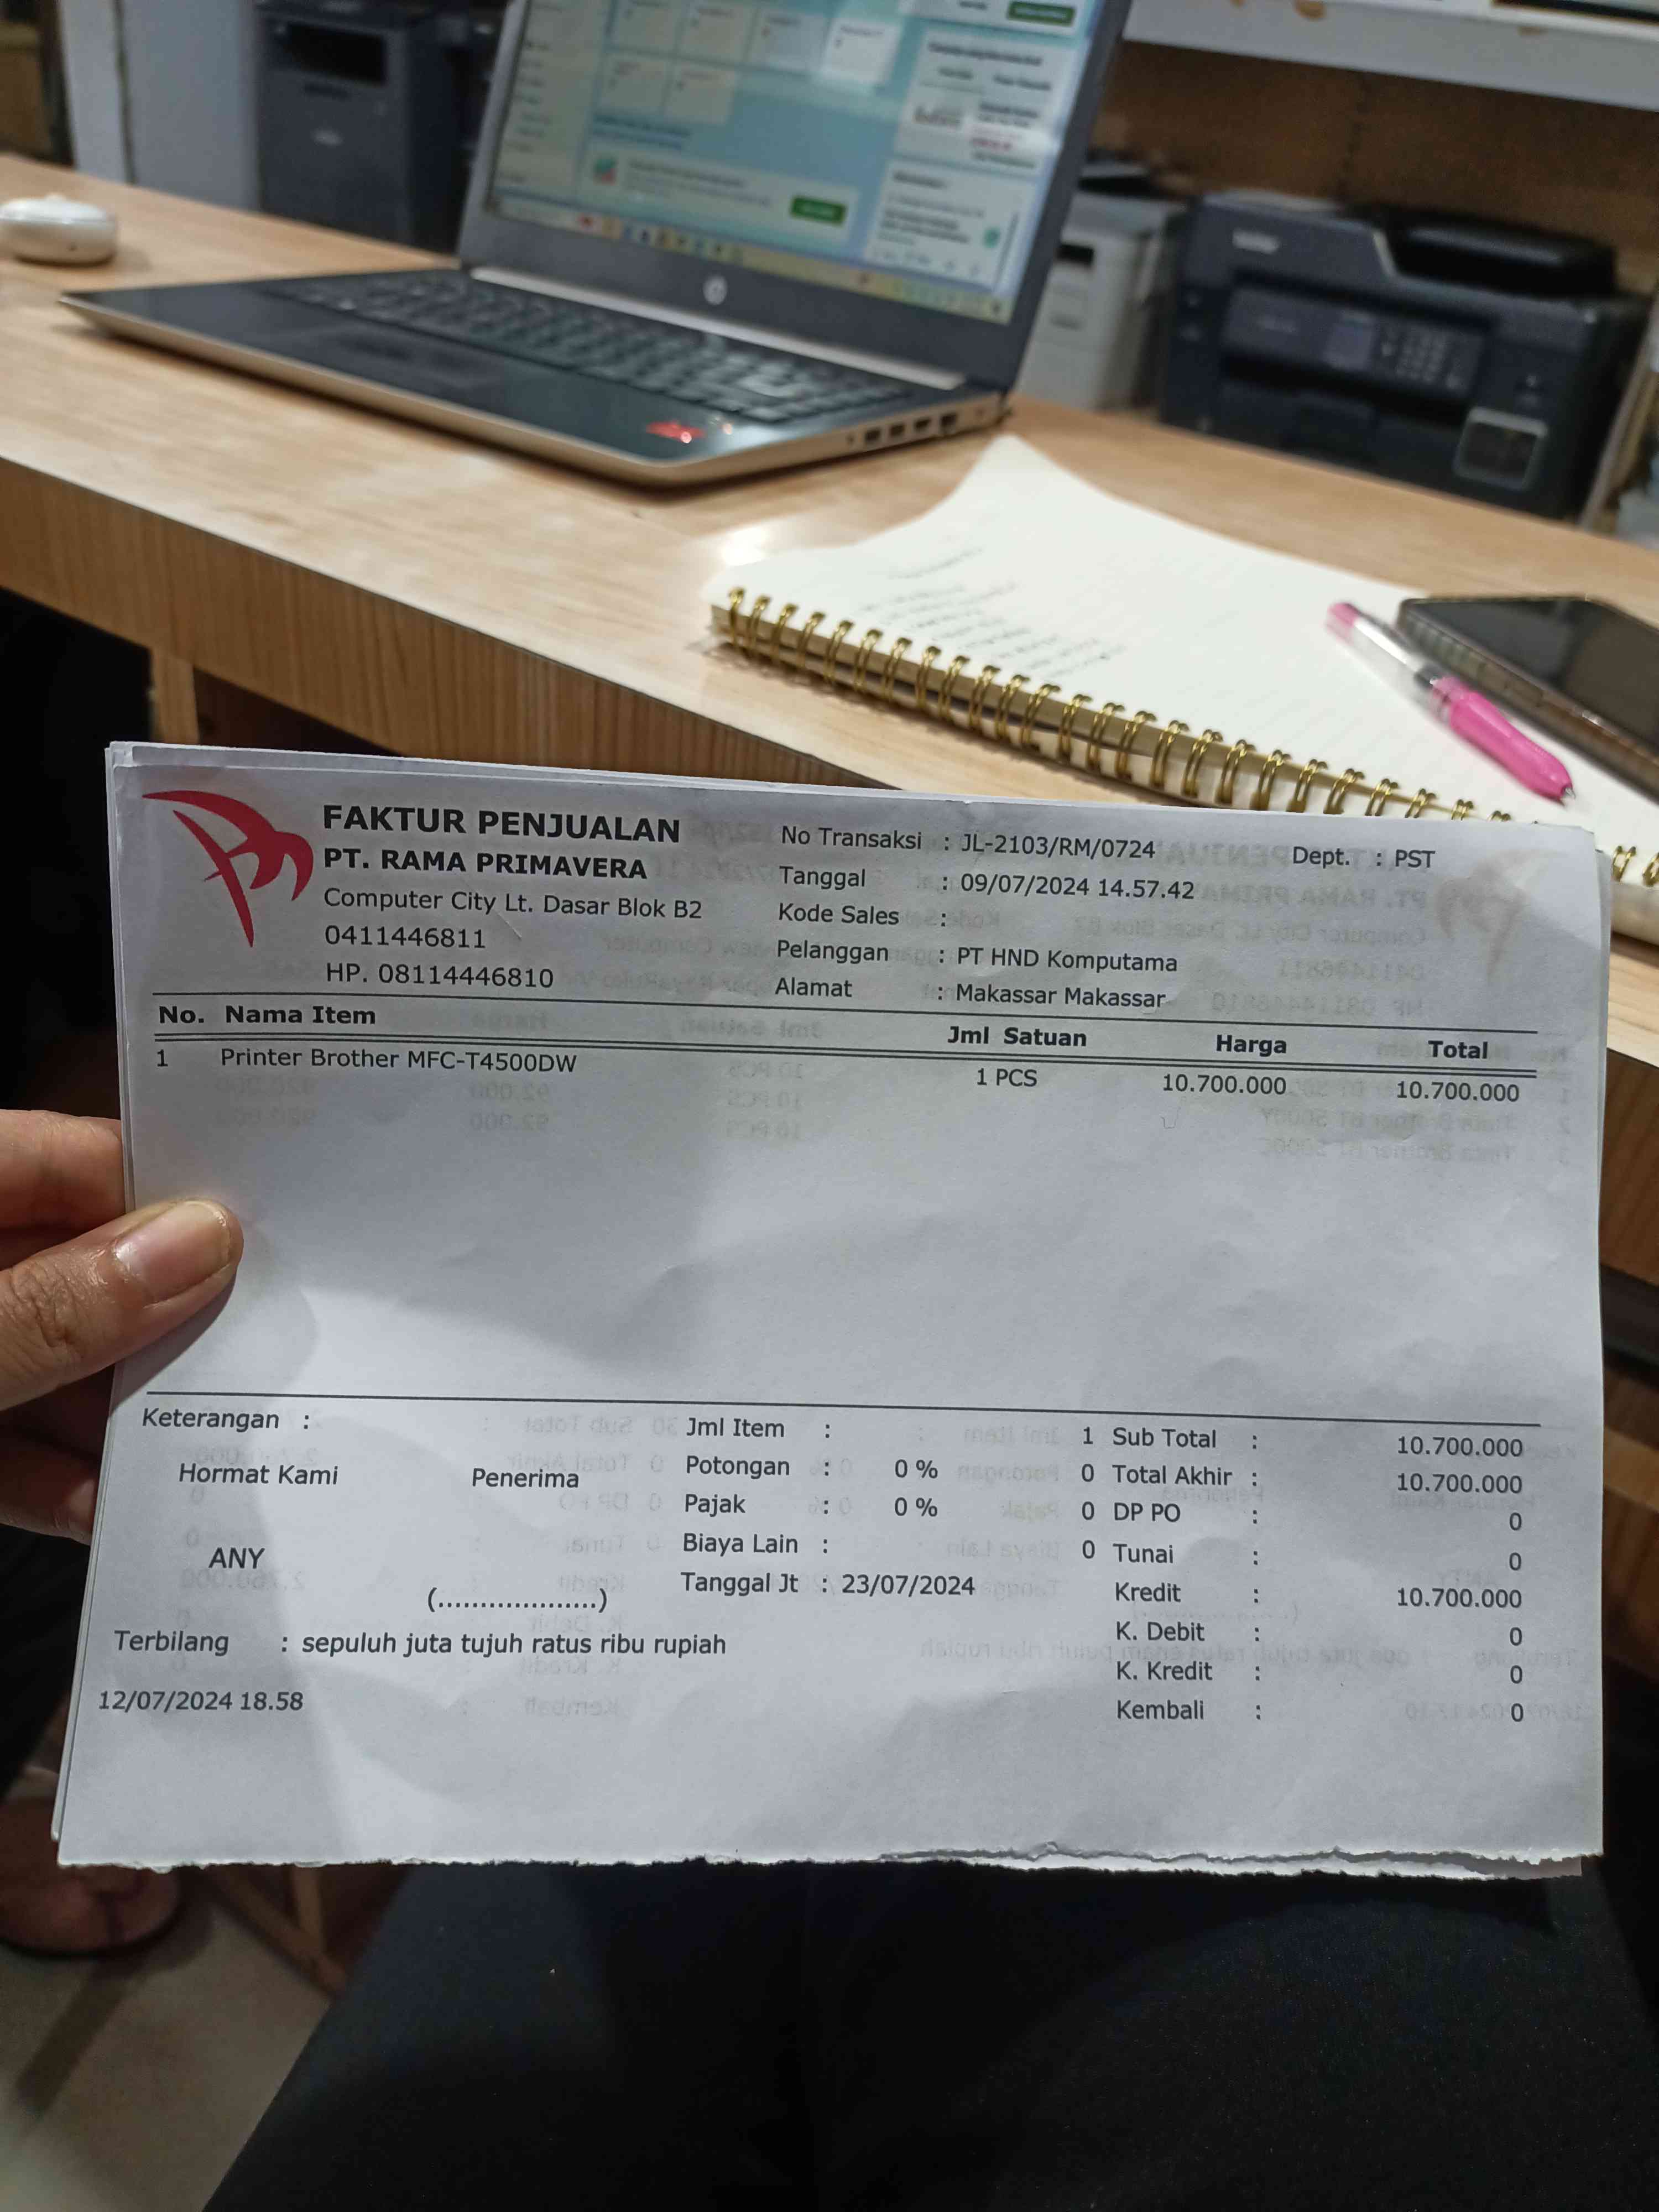 FAKTUR PENJUALAN
PT. RAMA PRIMAVERA
Computer City Lt. Dasar Blok B2
0411446811
HP. 08114446810
No Transaksi : JL-2103/RM/0724 Dept. : PST
Tanggal : 09/07/2024 14.57.42
Kode Sales :
Pelanggan : PT HND Komputama
Alamat : Makassar Makassar
No. Nama Item Jml Satuan Harga Total
1 Printer Brother MFC-T4500DW 1 PCS 10.700.000 10.700.000
Keterangan :
Hormat Kami Penerima
ANY
(...................)
Jml Item : 1
Potongan : 0 % 0
Pajak : 0 % 0
Biaya Lain : 0
Tanggal Jt : 23/07/2024
Sub Total : 10.700.000
Total Akhir : 10.700.000
DP PO : 0
Tunai : 0
Kredit : 10.700.000
K. Debit : 0
K. Kredit : 0
Kembali : 0
Terbilang : sepuluh juta tujuh ratus ribu rupiah
12/07/2024 18.58